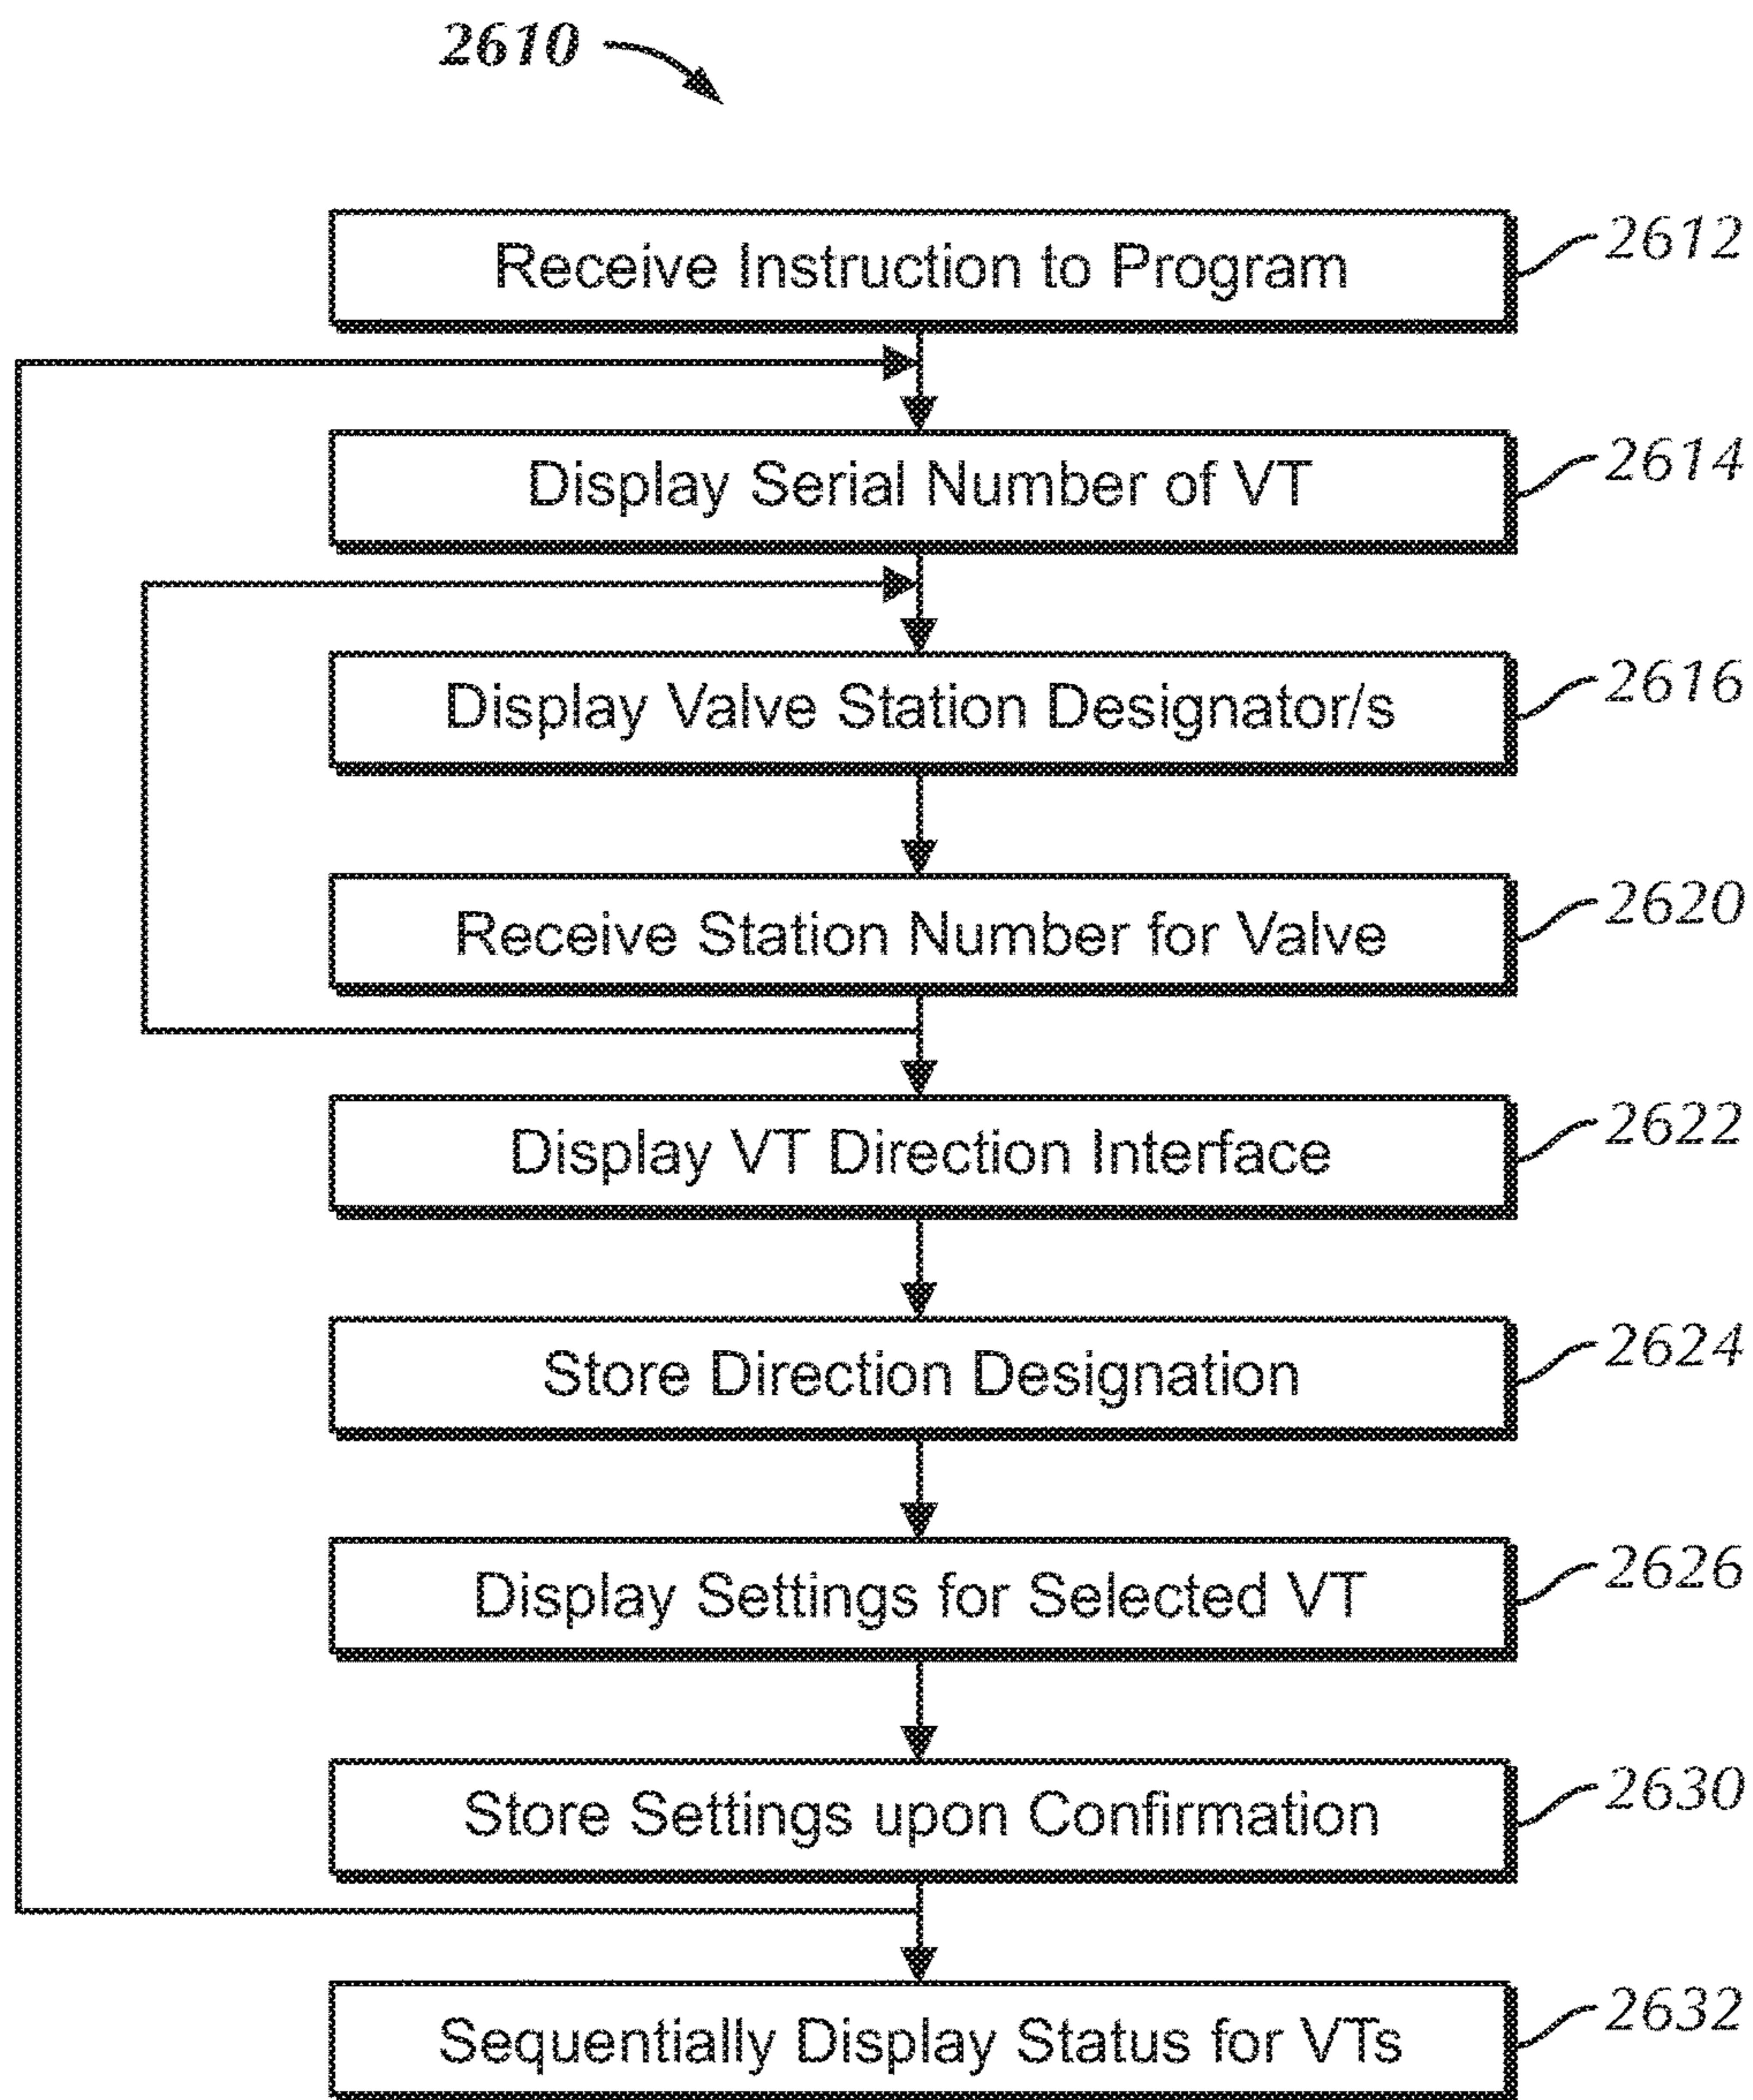 2610
Receive Instruction to Program 2612
Display Serial Number of VT 2614
Display Valve Station Designator/s 2616
Receive Station Number for Valve 2620
Display VT Direction Interface 2622
Store Direction Designation 2624
Display Settings for Selected VT 2626
Store Settings upon Confirmation 2630
Sequentially Display Status for VTs 2632